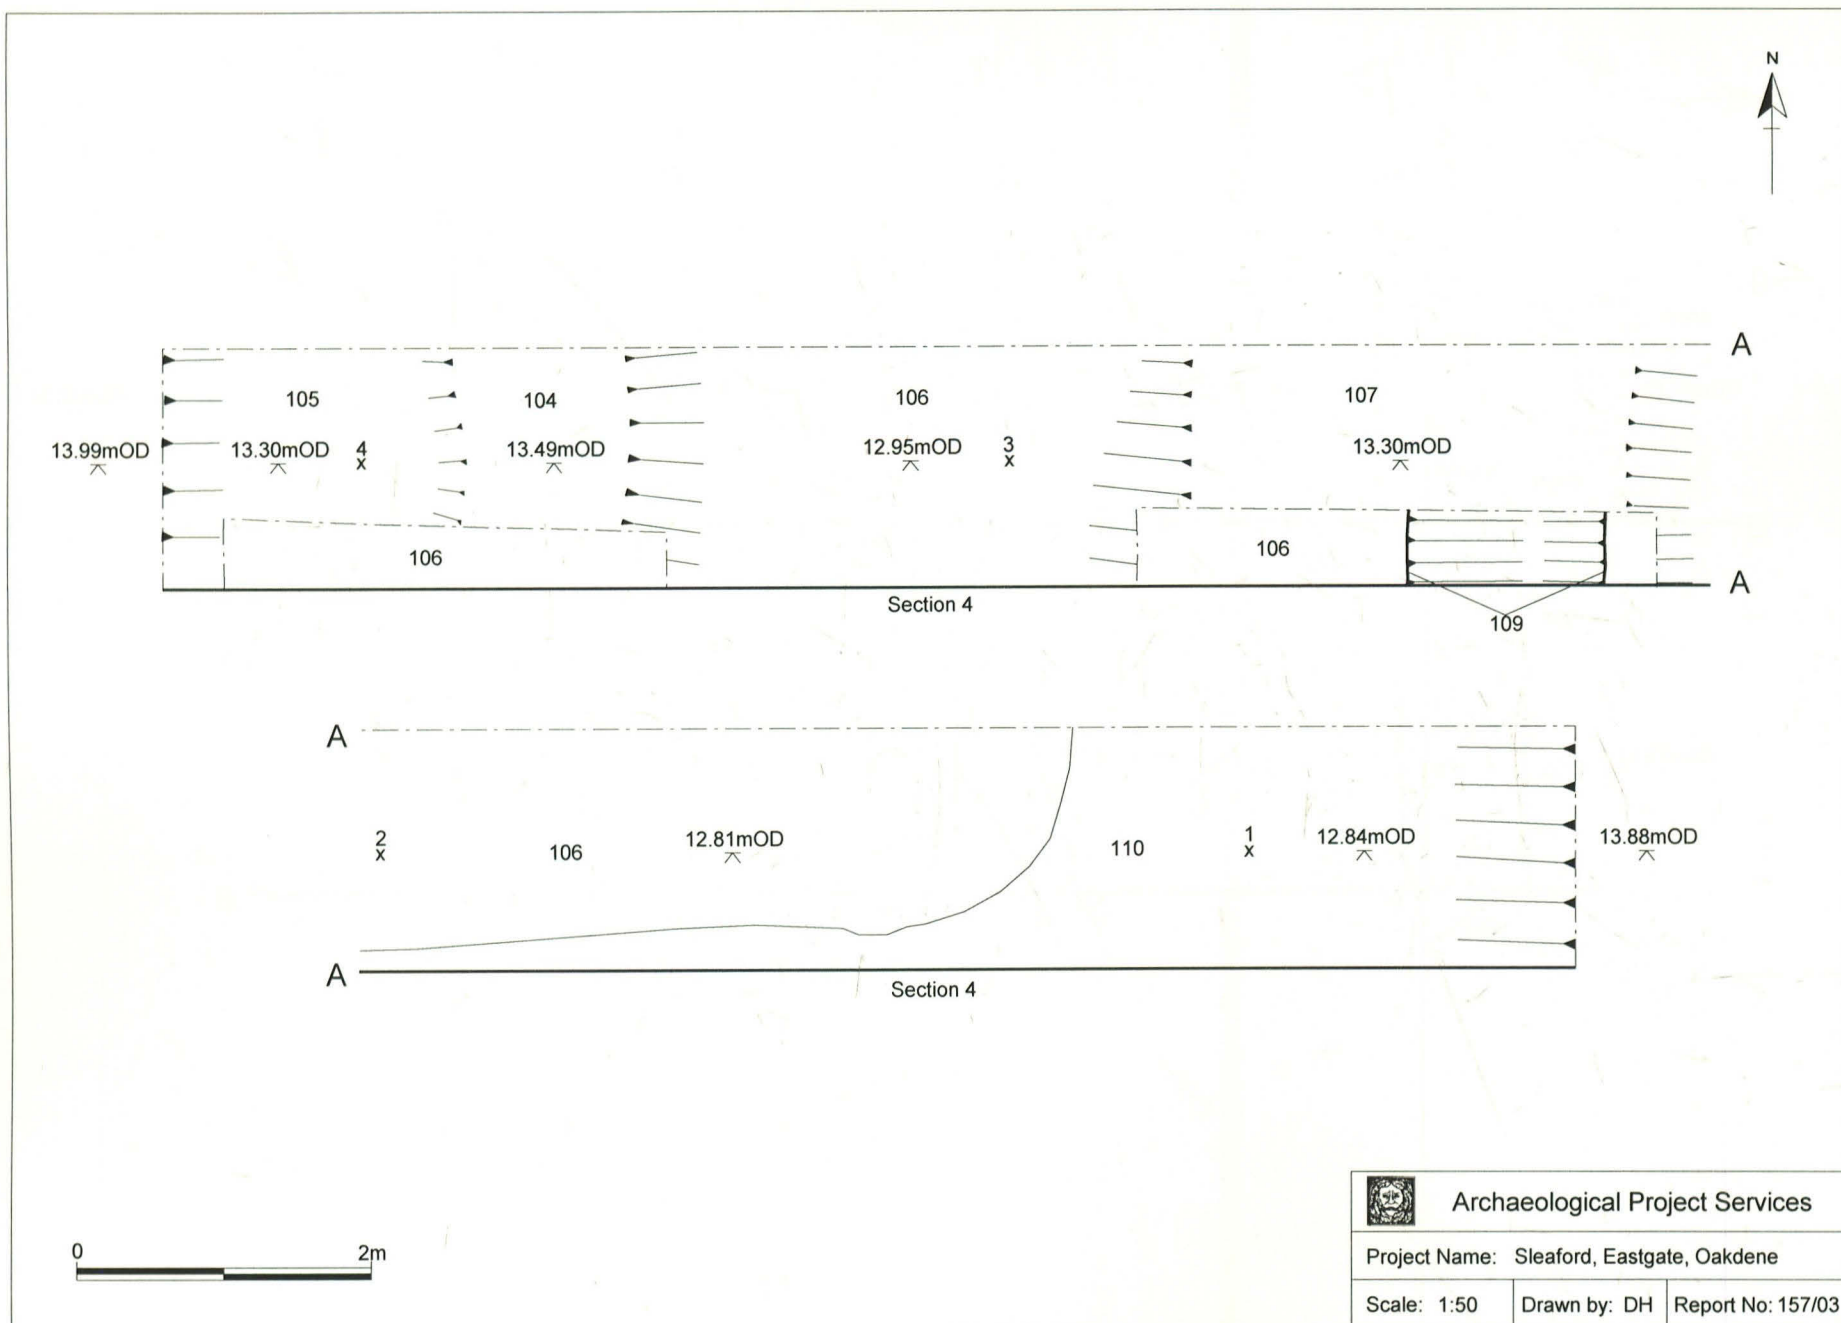 N
A
105
104
106
107
13.99mOD
13.30mOD
4
x
13.49mOD
12.95mOD
3
x
13.30mOD
106
106
A
Section 4
109
A
2
x
106
12.81mOD
110
1
x
12.84mOD
13.88mOD
A
Section 4
0 2m
Archaeological Project Services
Project Name: Sleaford, Eastgate, Oakdene
Scale: 1:50 Drawn by: DH Report No: 157/03